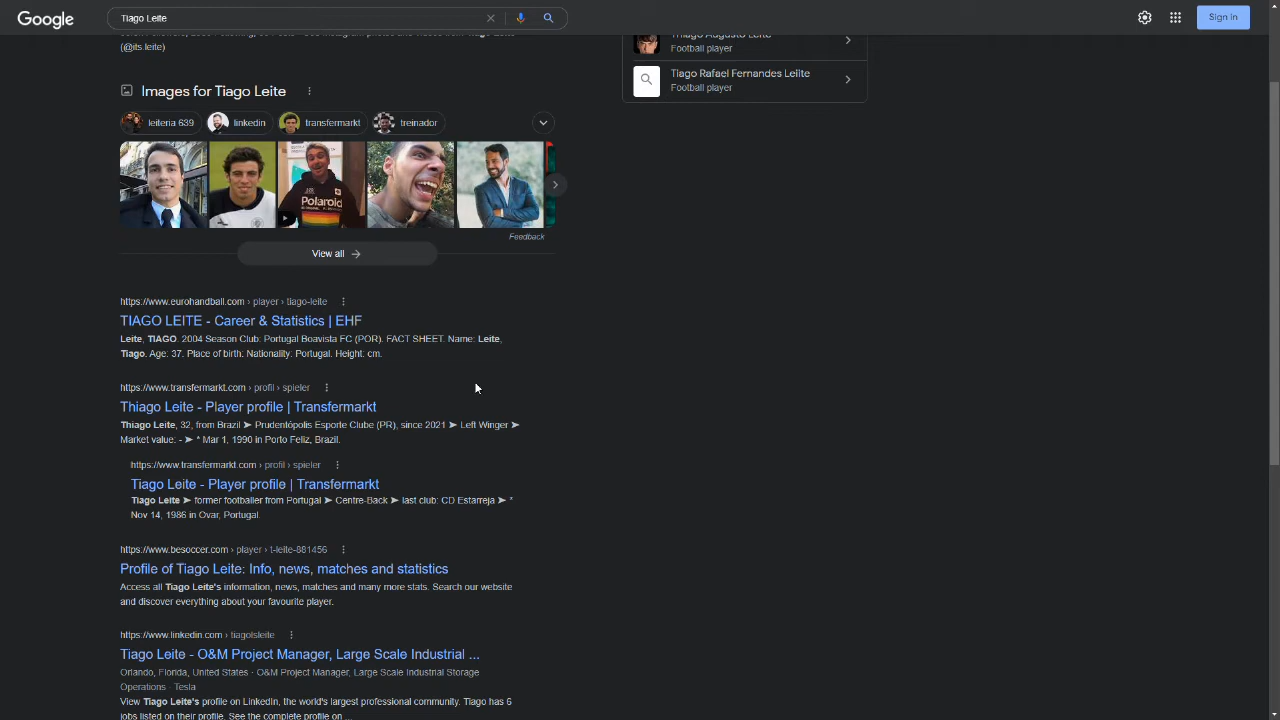 Google
Tiago Leite
Sign in
(@its.leite)
Football player
Tiago Rafael Fernandes Leiite
Football player
Images for Tiago Leite
leiteria 639
linkedin
transfermarkt
treinador
Polaroid
Feedback
View all
https://www.eurohandball.com › player › tiago-leite
TIAGO LEITE - Career & Statistics | EHF
Leite, TIAGO. 2004 Season Club: Portugal Boavista FC (POR). FACT SHEET. Name: Leite,
Tiago. Age: 37. Place of birth: Nationality: Portugal. Height: cm.
https://www.transfermarkt.com › profil › spieler
Thiago Leite - Player profile | Transfermarkt
Thiago Leite, 32, from Brazil ➤ Prudentópolis Esporte Clube (PR), since 2021 ➤ Left Winger ➤
Market value: - ➤ * Mar 1, 1990 in Porto Feliz, Brazil.
https://www.transfermarkt.com › profil › spieler
Tiago Leite - Player profile | Transfermarkt
Tiago Leite ➤ former footballer from Portugal ➤ Centre-Back ➤ last club: CD Estarreja ➤ *
Nov 14, 1986 in Ovar, Portugal.
https://www.besoccer.com › player › t-leite-881456
Profile of Tiago Leite: Info, news, matches and statistics
Access all Tiago Leite's information, news, matches and many more stats. Search our website
and discover everything about your favourite player.
https://www.linkedin.com › tiagolsleite
Tiago Leite - O&M Project Manager, Large Scale Industrial ...
Orlando, Florida, United States · O&M Project Manager, Large Scale Industrial Storage
Operations · Tesla
View Tiago Leite's profile on LinkedIn, the world's largest professional community. Tiago has 6
jobs listed on their profile. See the complete profile on ...